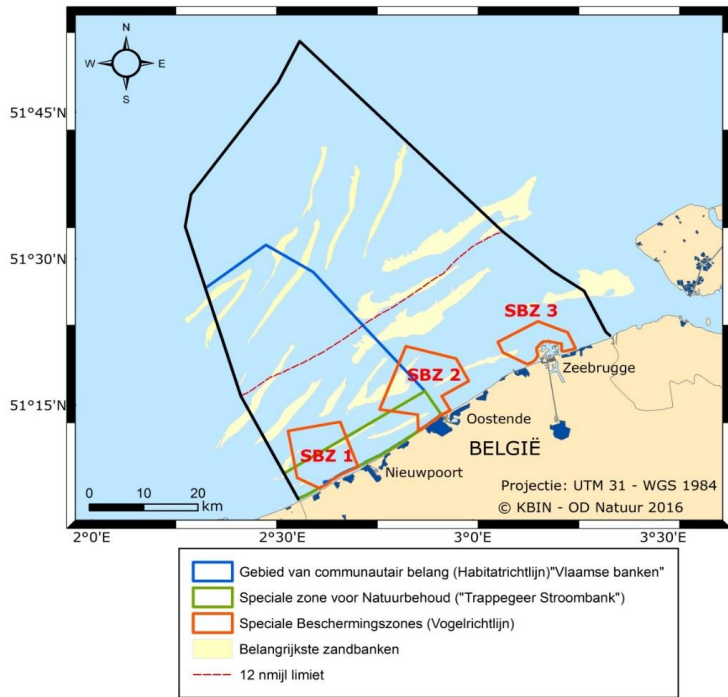 N
W E
S
51°45'N
51°30'N
51°15'N
SBZ 3
Zeebrugge
SBZ 2
Oostende
BELGIË
SBZ 1
Nieuwpoort
Projectie: UTM 31 - WGS 1984
© KBIN - OD Natuur 2016
0 10 20
km
2°0'E 2°30'E 3°0'E 3°30'E
Gebied van communautair belang (Habitatrichtlijn)"Vlaamse banken"
Speciale zone voor Natuurbehoud ("Trappegeer Stroombank")
Speciale Beschermingszones (Vogelrichtlijn)
Belangrijkste zandbanken
12 nmijl limiet